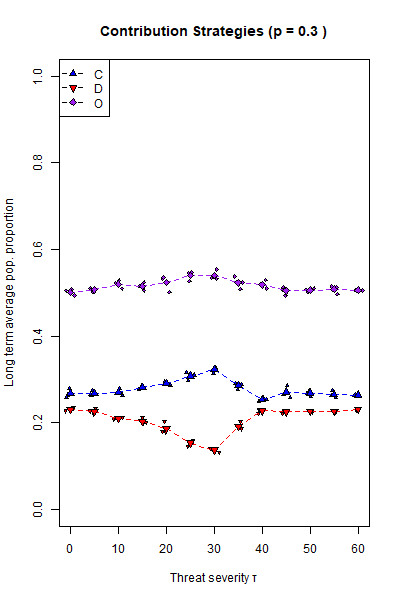 Contribution Strategies (p = 0.3 )
C
D
O
Long term average pop. proportion
0.0
0.2
0.4
0.6
0.8
1.0
0 10 20 30 40 50 60
Threat severity τ